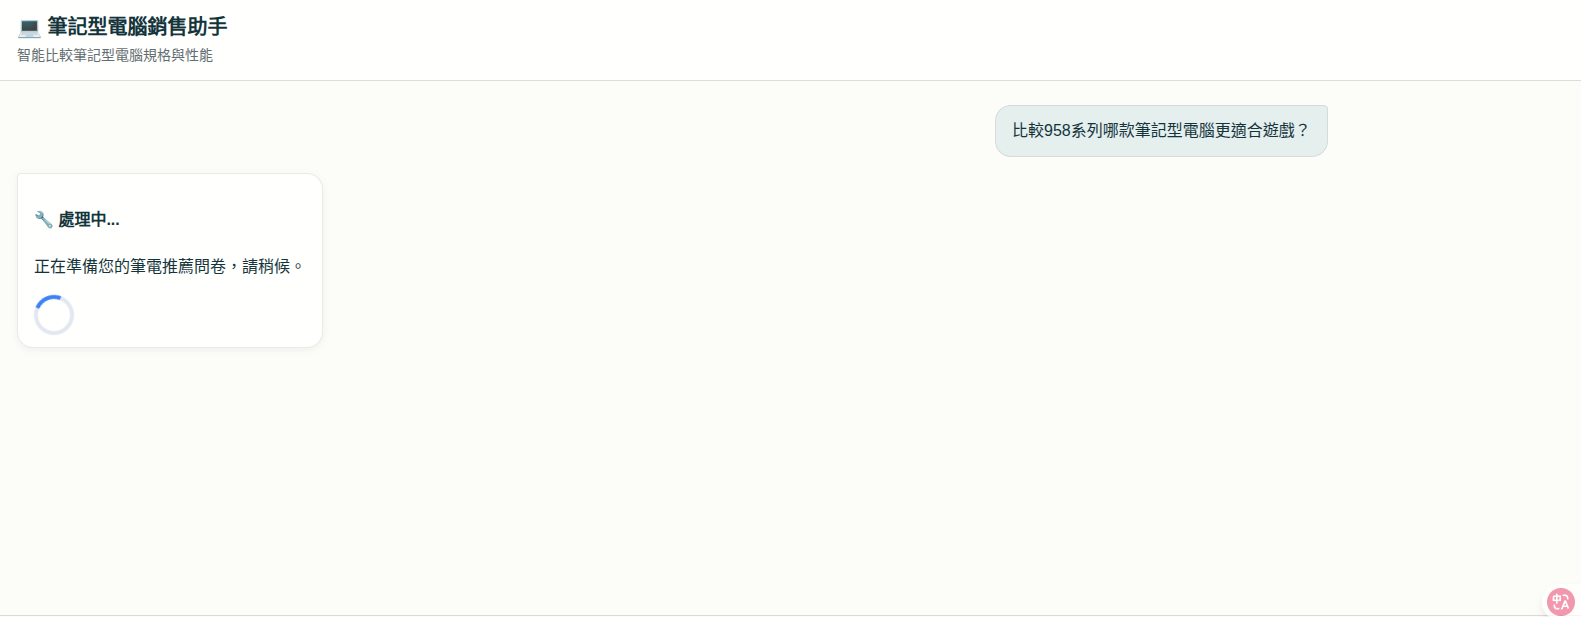 💻 筆記型電腦銷售助手
智能比較筆記型電腦規格與性能
比較958系列哪款筆記型電腦更適合遊戲？
🔧 處理中...
正在準備您的筆電推薦問卷，請稍候。
中A